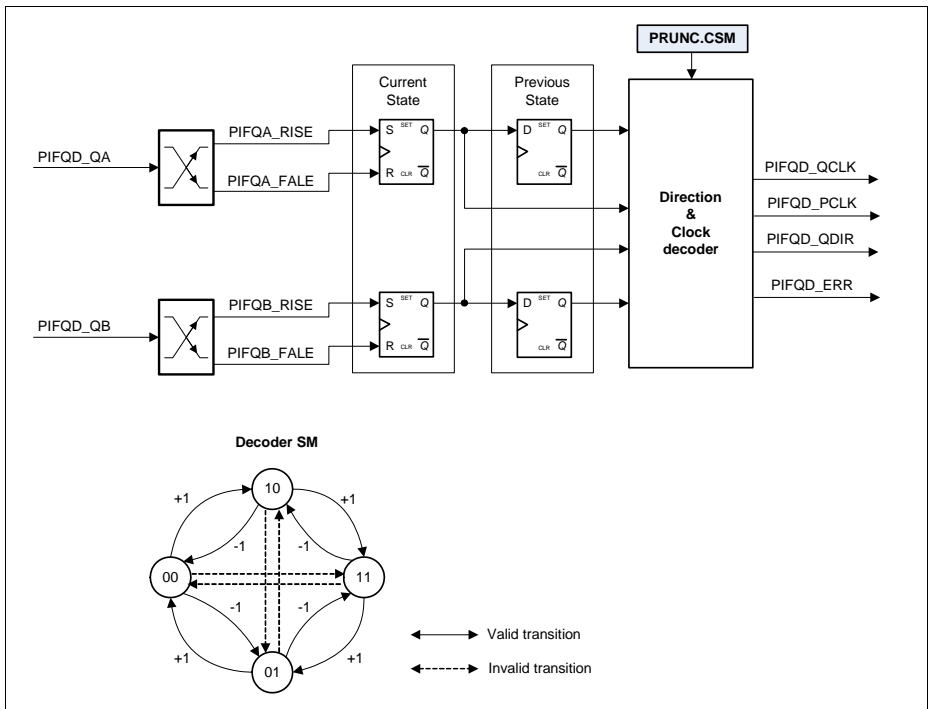 PRUNC.CSM
Current
State
Previous
State
PIFQD_QA
PIFQA_RISE
PIFQA_FALE
S SET Q
R CLR Q
D SET Q
CLR Q
PIFQD_QB
PIFQB_RISE
PIFQB_FALE
S SET Q
R CLR Q
D SET Q
CLR Q
Direction
&
Clock
decoder
PIFQD_QCLK
PIFQD_PCLK
PIFQD_QDIR
PIFQD_ERR
Decoder SM
10
+1
+1
-1
-1
00
11
-1
-1
+1
+1
01
Valid transition
Invalid transition